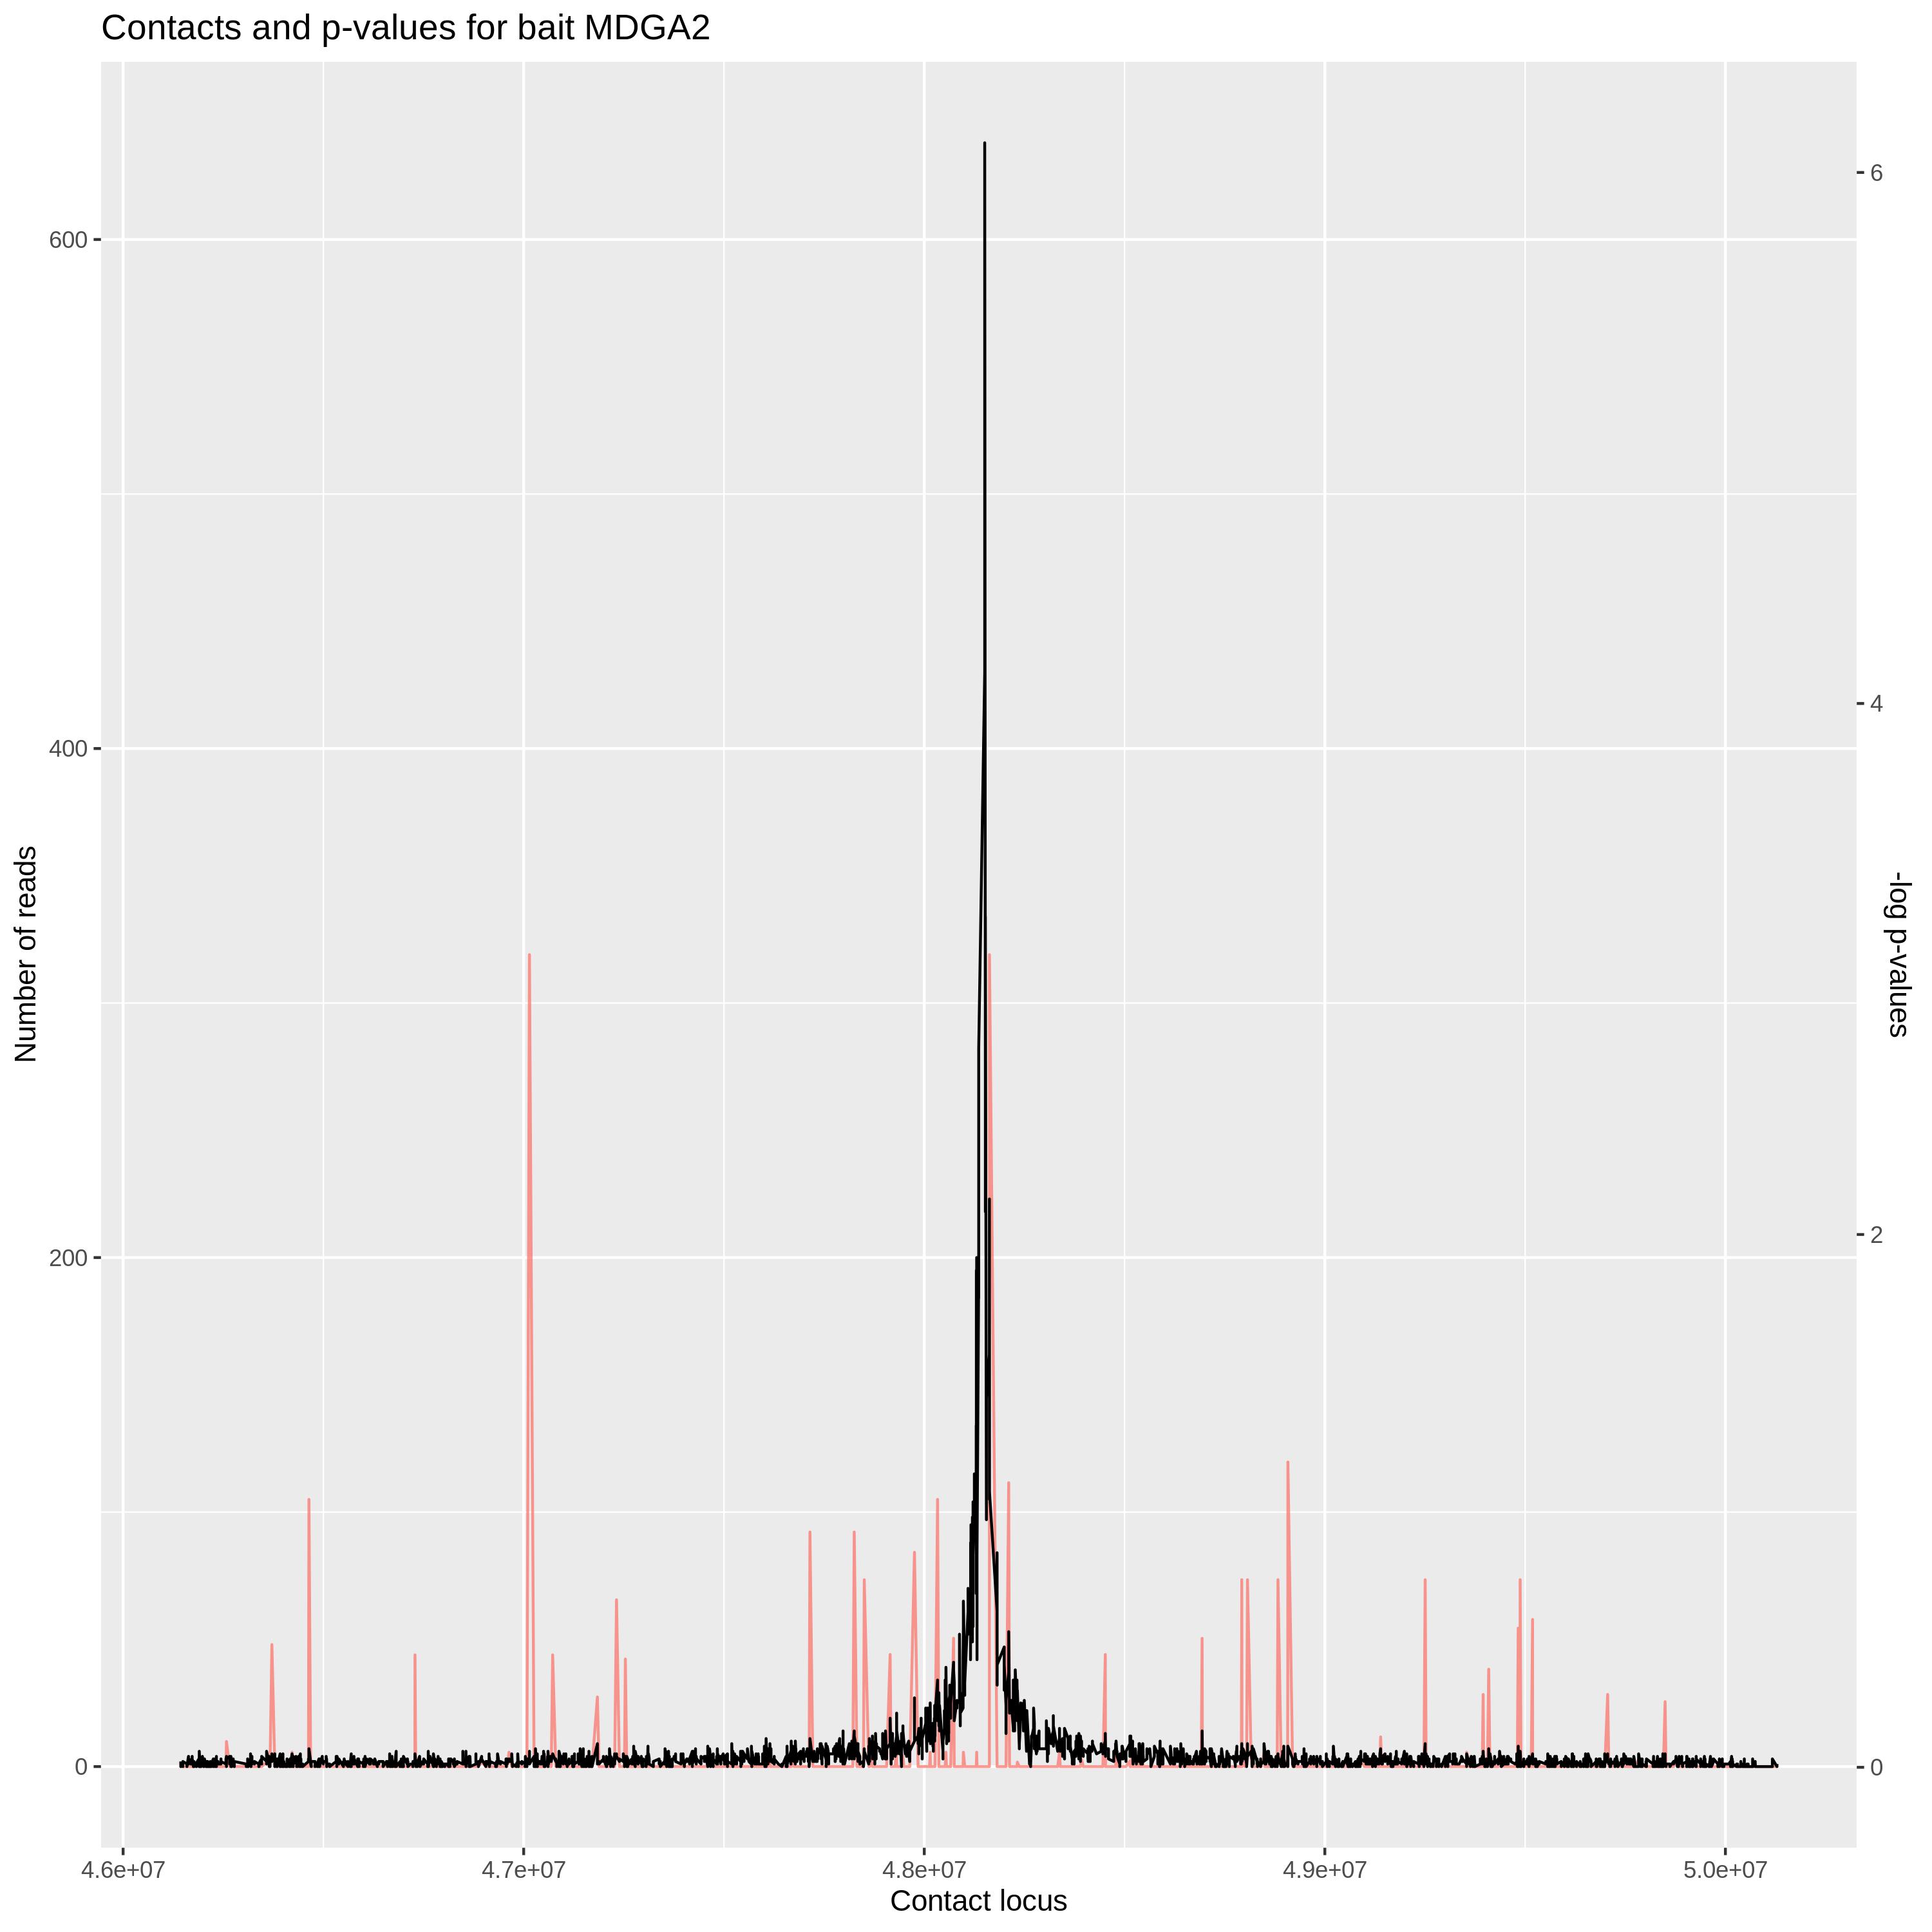 Contacts and p-values for bait MDGA2
600
400
200
0
Number of reads
6
4
2
0
-log p-values
4.6e+07 4.7e+07 4.8e+07 4.9e+07 5.0e+07
Contact locus